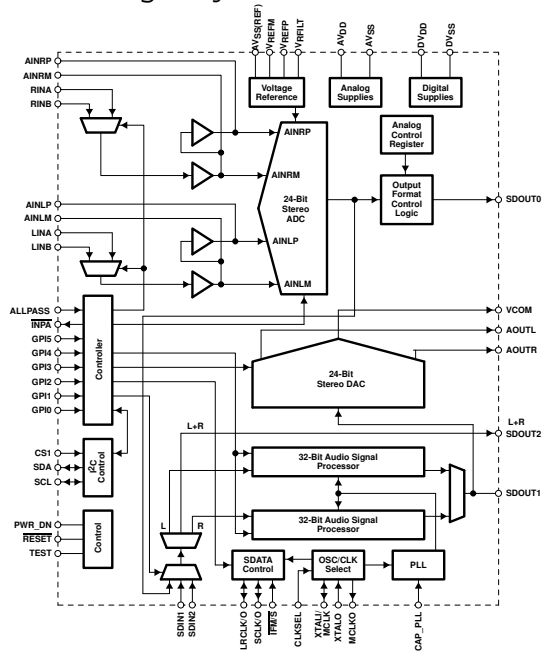 AVSS(REF)
VREFM
VREFP
VRFILT
AVDD
AVSS
DVDD
DVSS
AINRP
AINRM
RINA
RINB
Voltage
Reference
Analog
Supplies
Digital
Supplies
AINRP
AINRM
24-Bit
Stereo
ADC
AINLP
AINLM
Analog
Control
Register
Output
Format
Control
Logic
SDOUT0
AINLP
AINLM
LINA
LINB
ALLPASS
INPA
GPI5
GPI4
GPI3
GPI2
GPI1
GPI0
Controller
VCOM
AOUTL
AOUTR
24-Bit
Stereo DAC
L+R
L+R
SDOUT2
CS1
SDA
SCL
I2C
Control
32-Bit Audio Signal
Processor
SDOUT1
L
R
32-Bit Audio Signal
Processor
PWR_DN
RESET
TEST
Control
SDATA
Control
OSC/CLK
Select
PLL
SDIN1
SDIN2
LRCLK/O
SCLK/O
IFM/S
CLKSEL
XTALI/
MCLK
XTALO
MCLKO
CAP_PLL